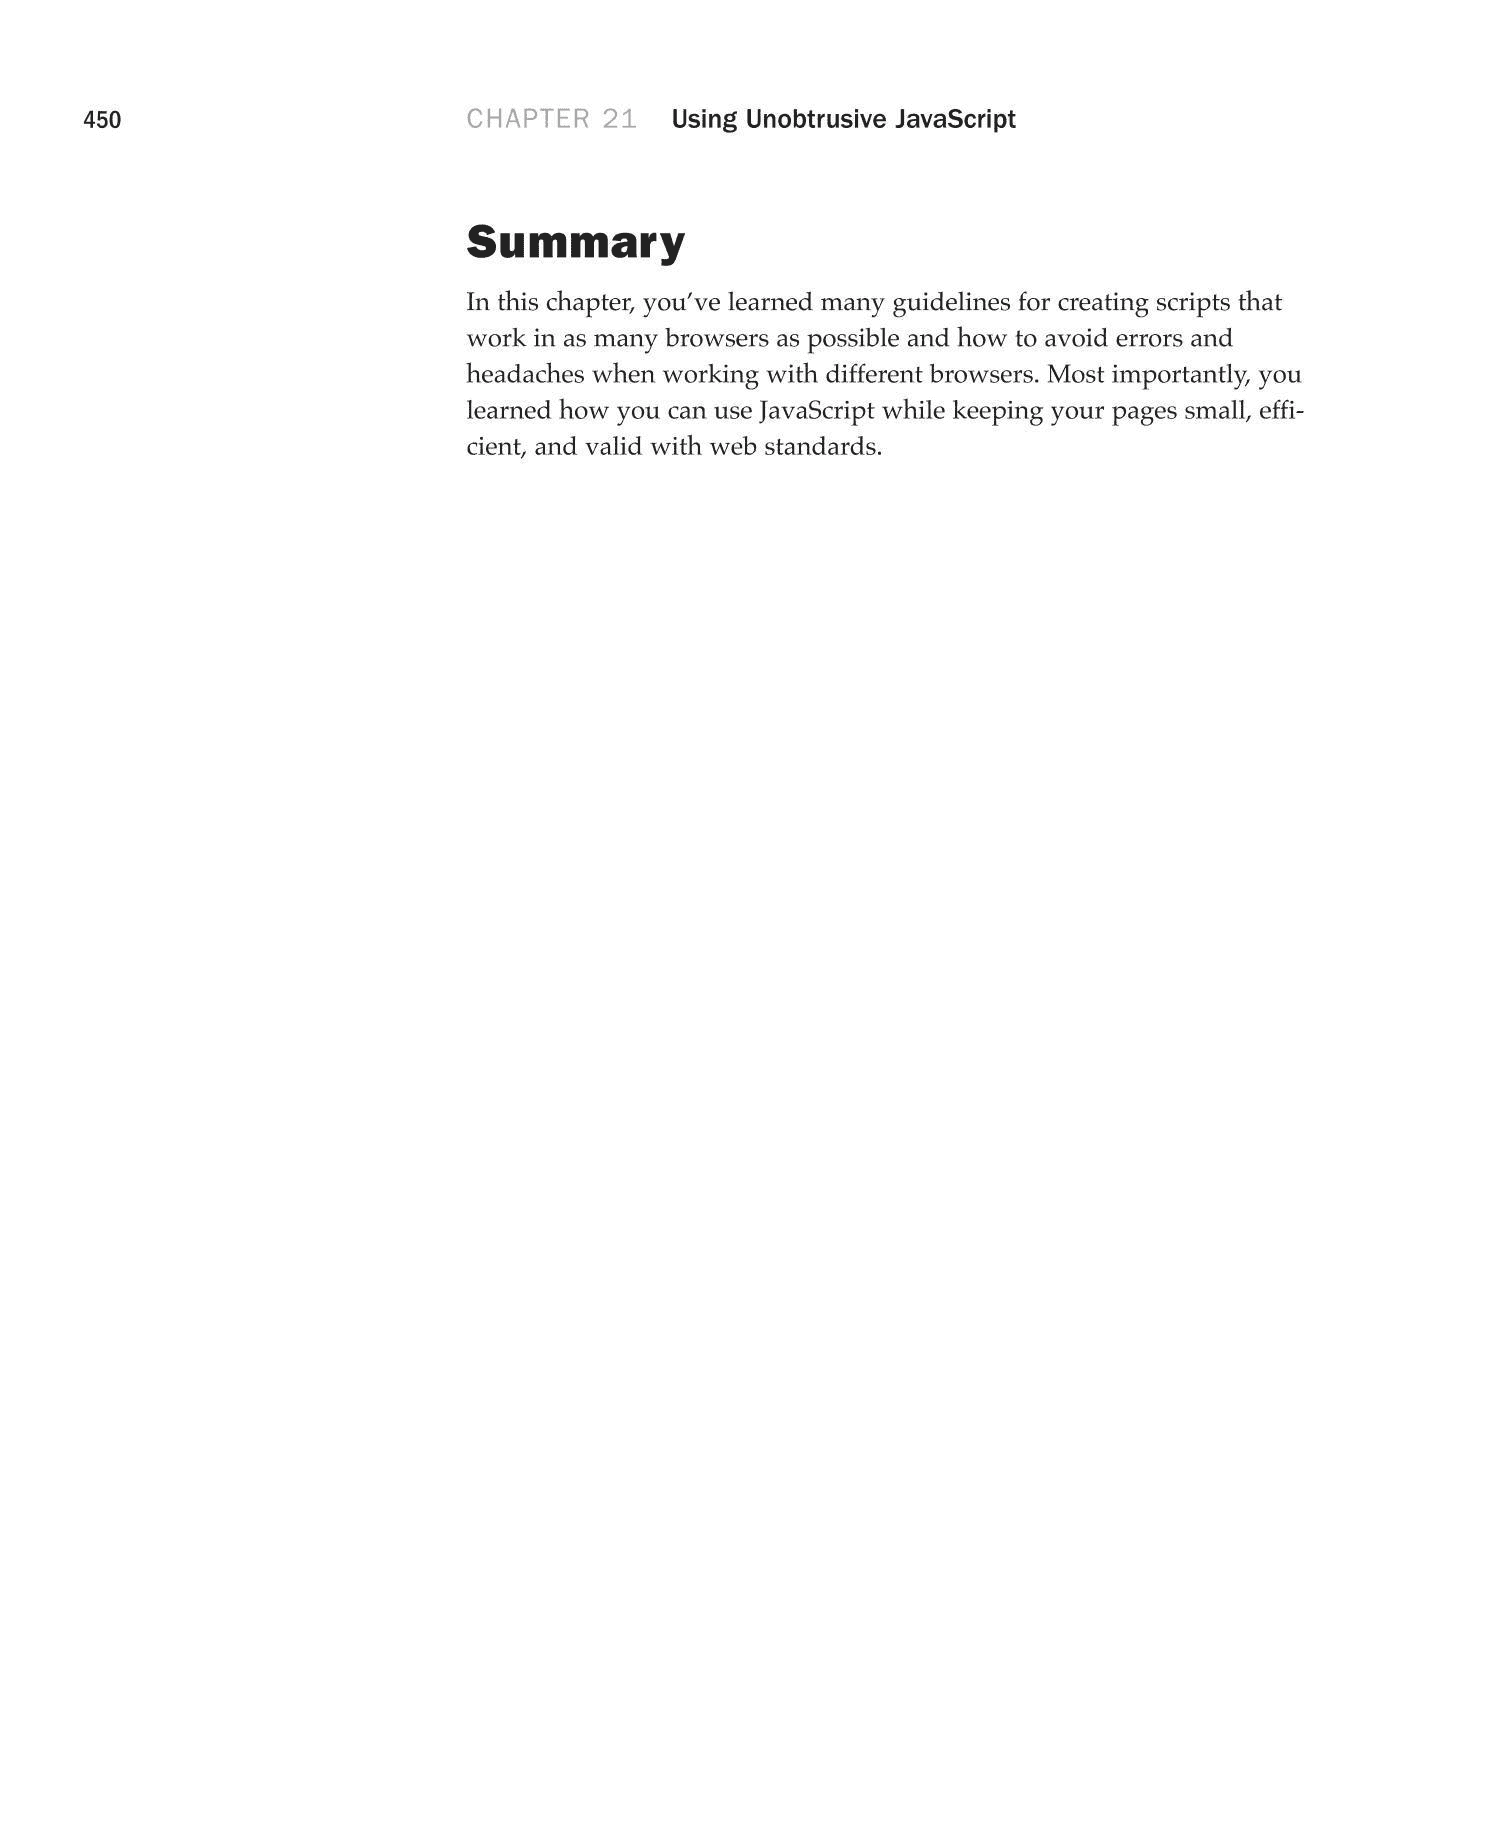 450 CHAPTER 21 Using Unobtrusive JavaScript
Summary
In this chapter, you’ve learned many guidelines for creating scripts that
work in as many browsers as possible and how to avoid errors and
headaches when working with different browsers. Most importantly, you
learned how you can use JavaScript while keeping your pages small, effi-
cient, and valid with web standards.